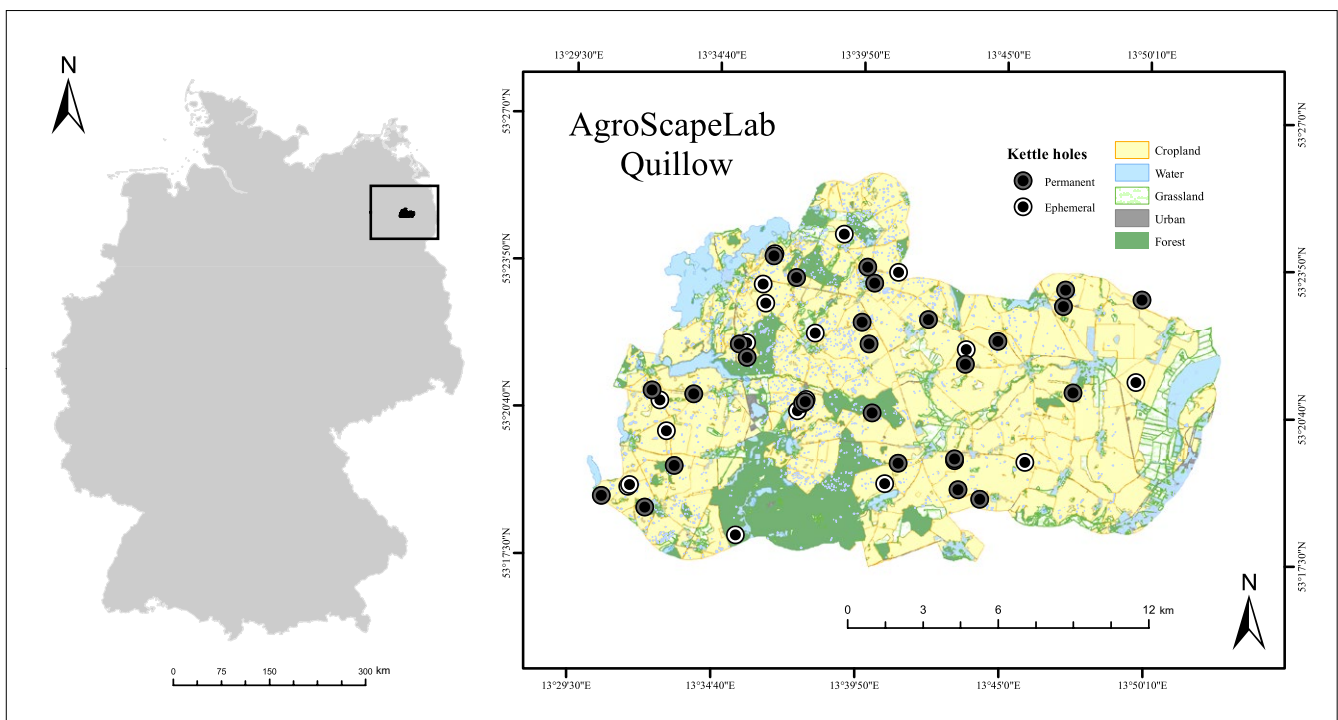 N
0 75 150 300 km
13°29'30"E 13°34'40"E 13°39'50"E 13°45'0"E 13°50'10"E
53°27'0"N
53°23'50"N
53°20'40"N
53°17'30"N
AgroScapeLab
Quillow
Kettle holes
Permanent
Ephemeral
Cropland
Water
Grassland
Urban
Forest
53°27'0"N
53°23'50"N
53°20'40"N
53°17'30"N
0 3 6 12 km
N
13°29'30"E 13°34'40"E 13°39'50"E 13°45'0"E 13°50'10"E